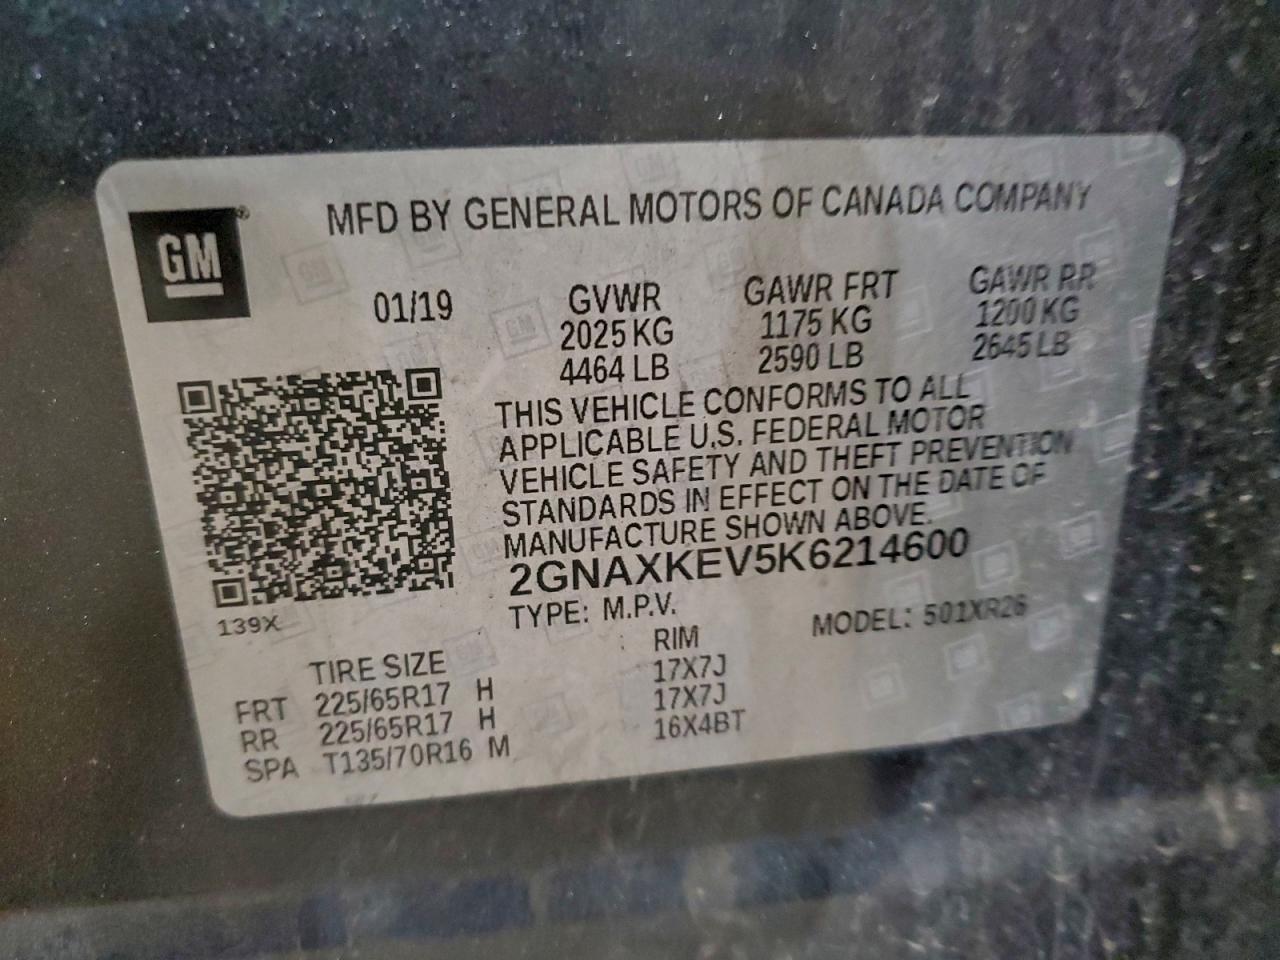 MFD BY GENERAL MOTORS OF CANADA COMPANY
GM®
01/19 GVWR GAWR FRT GAWR RR
2025 KG 1175 KG 1200 KG
4464 LB 2590 LB 2645 LB
THIS VEHICLE CONFORMS TO ALL
APPLICABLE U.S. FEDERAL MOTOR
VEHICLE SAFETY AND THEFT PREVENTION
STANDARDS IN EFFECT ON THE DATE OF
MANUFACTURE SHOWN ABOVE.
2GNAXKEV5K6214600
139X
TYPE: M.P.V. MODEL: 501XR26
TIRE SIZE RIM
FRT 225/65R17 H 17X7J
RR 225/65R17 H 17X7J
SPA T135/70R16 M 16X4BT